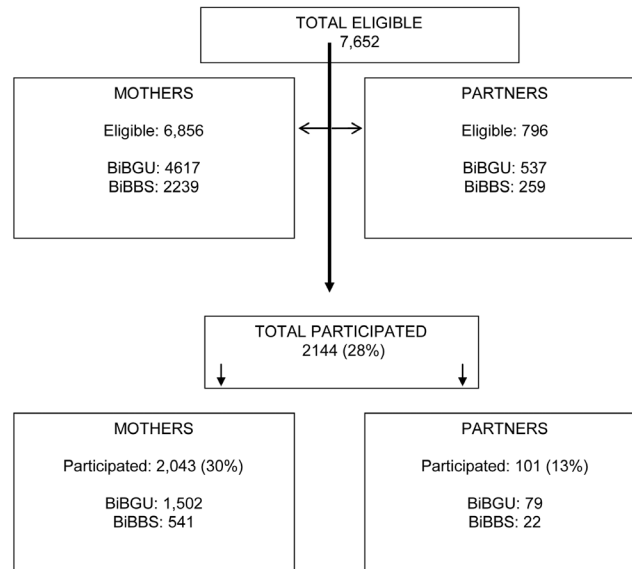 TOTAL ELIGIBLE
7,652
MOTHERS
Eligible: 6,856
BiBGU: 4617
BiBBS: 2239
PARTNERS
Eligible: 796
BiBGU: 537
BiBBS: 259
TOTAL PARTICIPATED
2144 (28%)
MOTHERS
Participated: 2,043 (30%)
BiBGU: 1,502
BiBBS: 541
PARTNERS
Participated: 101 (13%)
BiBGU: 79
BiBBS: 22